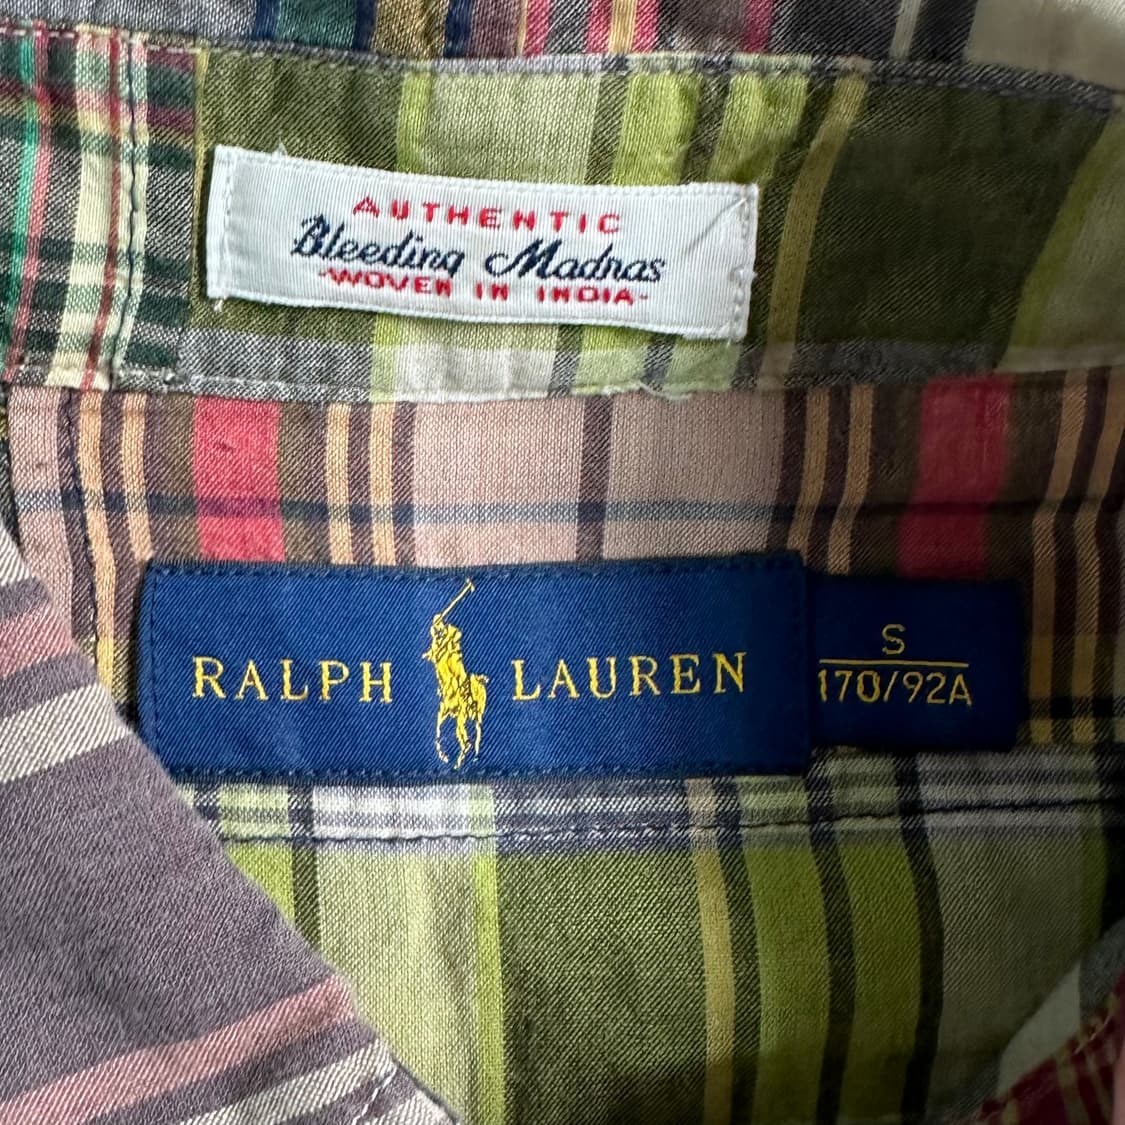 AUTHENTIC
Bleeding Madras
-WOVEN IN INDIA-
RALPH LAUREN
S
170/92A